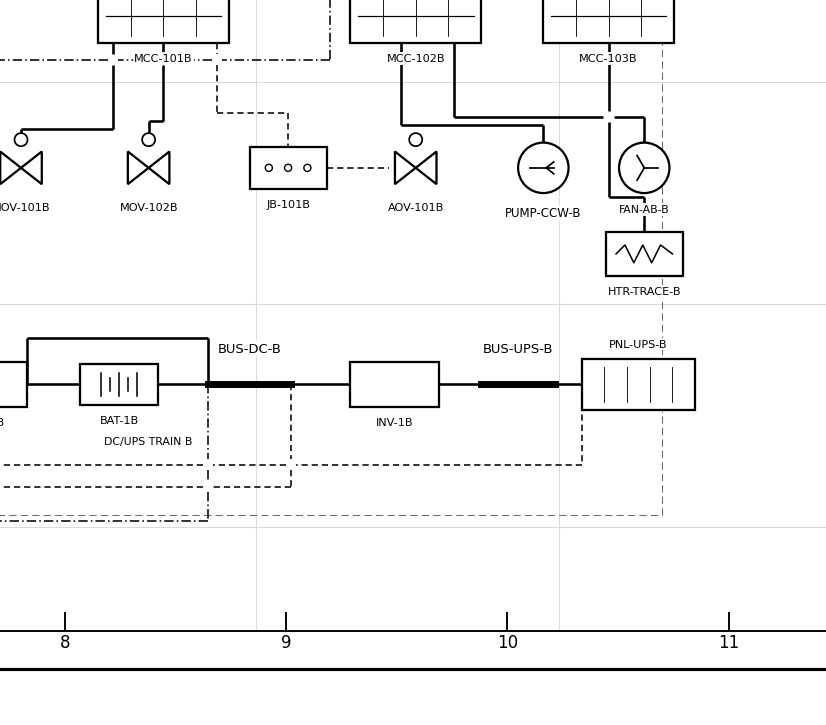 MCC-101B MCC-102B MCC-103B
MOV-102B JB-101B AOV-101B PUMP-CCW-B FAN-AB-B
HTR-TRACE-B
BUS-DC-B BUS-UPS-B PNL-UPS-B
BAT-1B INV-1B
DC/UPS TRAIN B
8 9 10 11